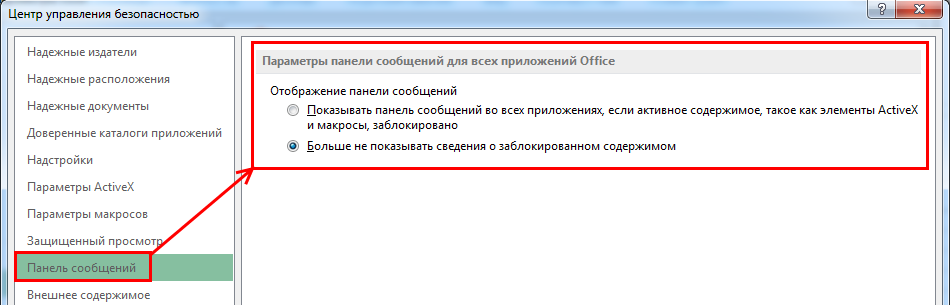 Центр управления безопасностью
Надежные издатели
Надежные расположения
Надежные документы
Доверенные каталоги приложений
Надстройки
Параметры ActiveX
Параметры макросов
Защищенный просмотр
Панель сообщений
Внешнее содержимое
Параметры панели сообщений для всех приложений Office
Отображение панели сообщений
Показывать панель сообщений во всех приложениях, если активное содержимое, такое как элементы ActiveX
и макросы, заблокировано
Больше не показывать сведения о заблокированном содержимом